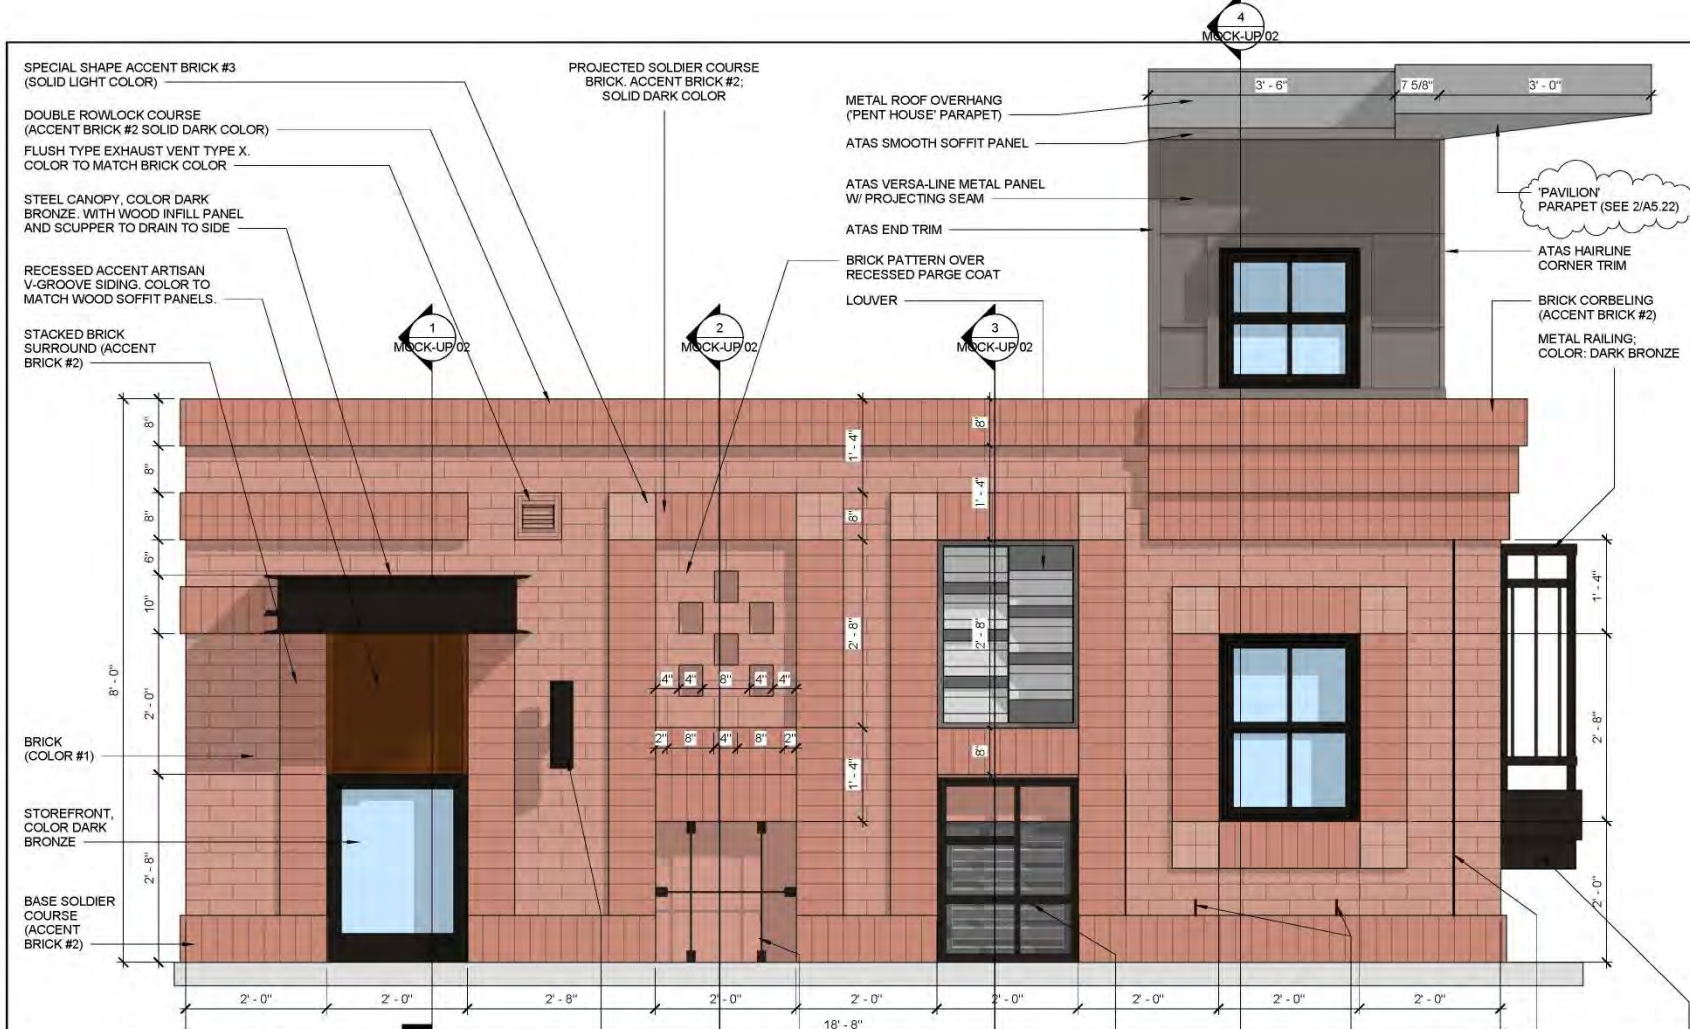 4
MOCK-UP 02
SPECIAL SHAPE ACCENT BRICK #3
(SOLID LIGHT COLOR)
DOUBLE ROWLOCK COURSE
(ACCENT BRICK #2 SOLID DARK COLOR)
FLUSH TYPE EXHAUST VENT TYPE X.
COLOR TO MATCH BRICK COLOR
STEEL CANOPY, COLOR DARK
BRONZE. WITH WOOD INFILL PANEL
AND SCUPPER TO DRAIN TO SIDE
RECESSED ACCENT ARTISAN
V-GROOVE SIDING. COLOR TO
MATCH WOOD SOFFIT PANELS.
STACKED BRICK
SURROUND (ACCENT
BRICK #2)
BRICK
(COLOR #1)
STOREFRONT,
COLOR DARK
BRONZE
BASE SOLDIER
COURSE
(ACCENT
BRICK #2)
PROJECTED SOLDIER COURSE
BRICK. ACCENT BRICK #2;
SOLID DARK COLOR
METAL ROOF OVERHANG
('PENT HOUSE' PARAPET)
ATAS SMOOTH SOFFIT PANEL
ATAS VERSA-LINE METAL PANEL
W/ PROJECTING SEAM
ATAS END TRIM
BRICK PATTERN OVER
RECESSED PARGE COAT
LOUVER
3' - 6"
7 5/8"
3' - 0"
'PAVILION'
PARAPET (SEE 2/A5.22)
ATAS HAIRLINE
CORNER TRIM
BRICK CORBELING
(ACCENT BRICK #2)
METAL RAILING;
COLOR: DARK BRONZE
1
MOCK-UP 02
2
MOCK-UP 02
3
MOCK-UP 02
8' - 0"
8"
8"
8"
6"
10"
2' - 0"
2' - 8"
1' - 4"
8"
2' - 8"
1' - 4"
8"
1' - 4"
2' - 8"
8"
4"
4"
8"
4"
4"
2"
8"
4"
8"
2"
1' - 4"
2' - 8"
2' - 0"
2' - 0"
2' - 0"
2' - 8"
2' - 0"
2' - 0"
2' - 0"
2' - 0"
2' - 0"
2' - 0"
18' - 8"